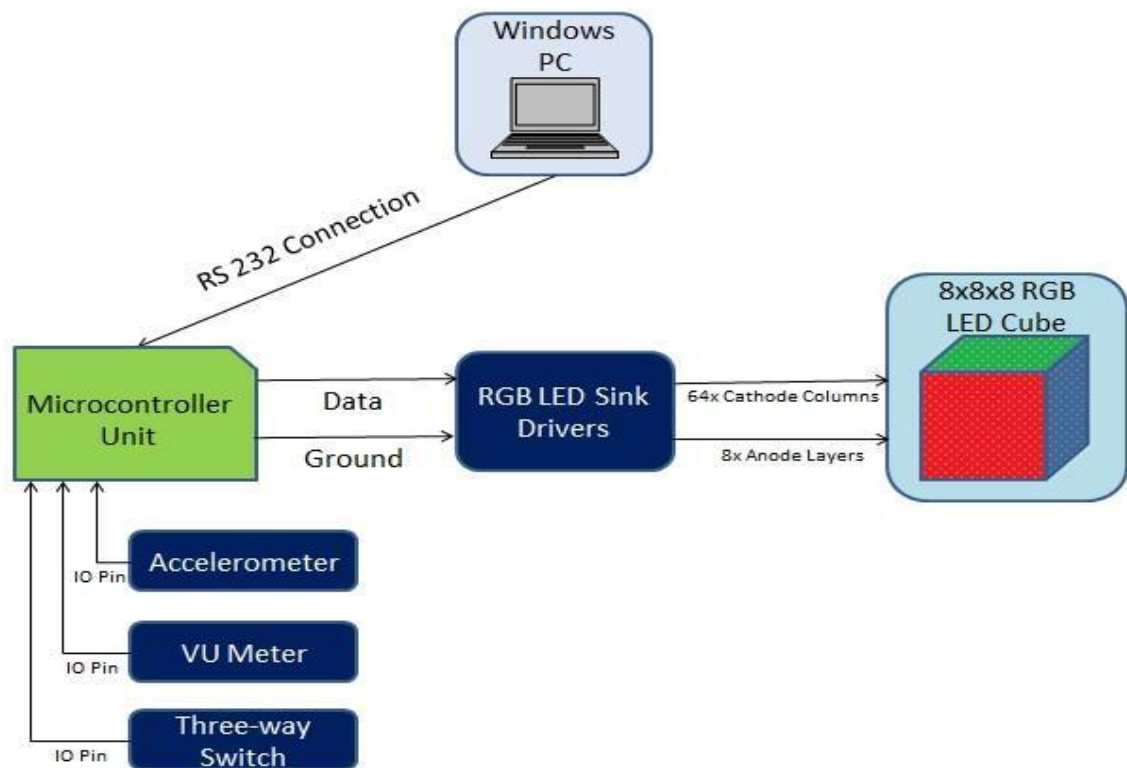 Windows
PC
RS 232 Connection
8x8x8 RGB
LED Cube
Microcontroller
Unit
Data
Ground
RGB LED Sink
Drivers
64x Cathode Columns
8x Anode Layers
Accelerometer
IO Pin
VU Meter
IO Pin
Three-way
Switch
IO Pin